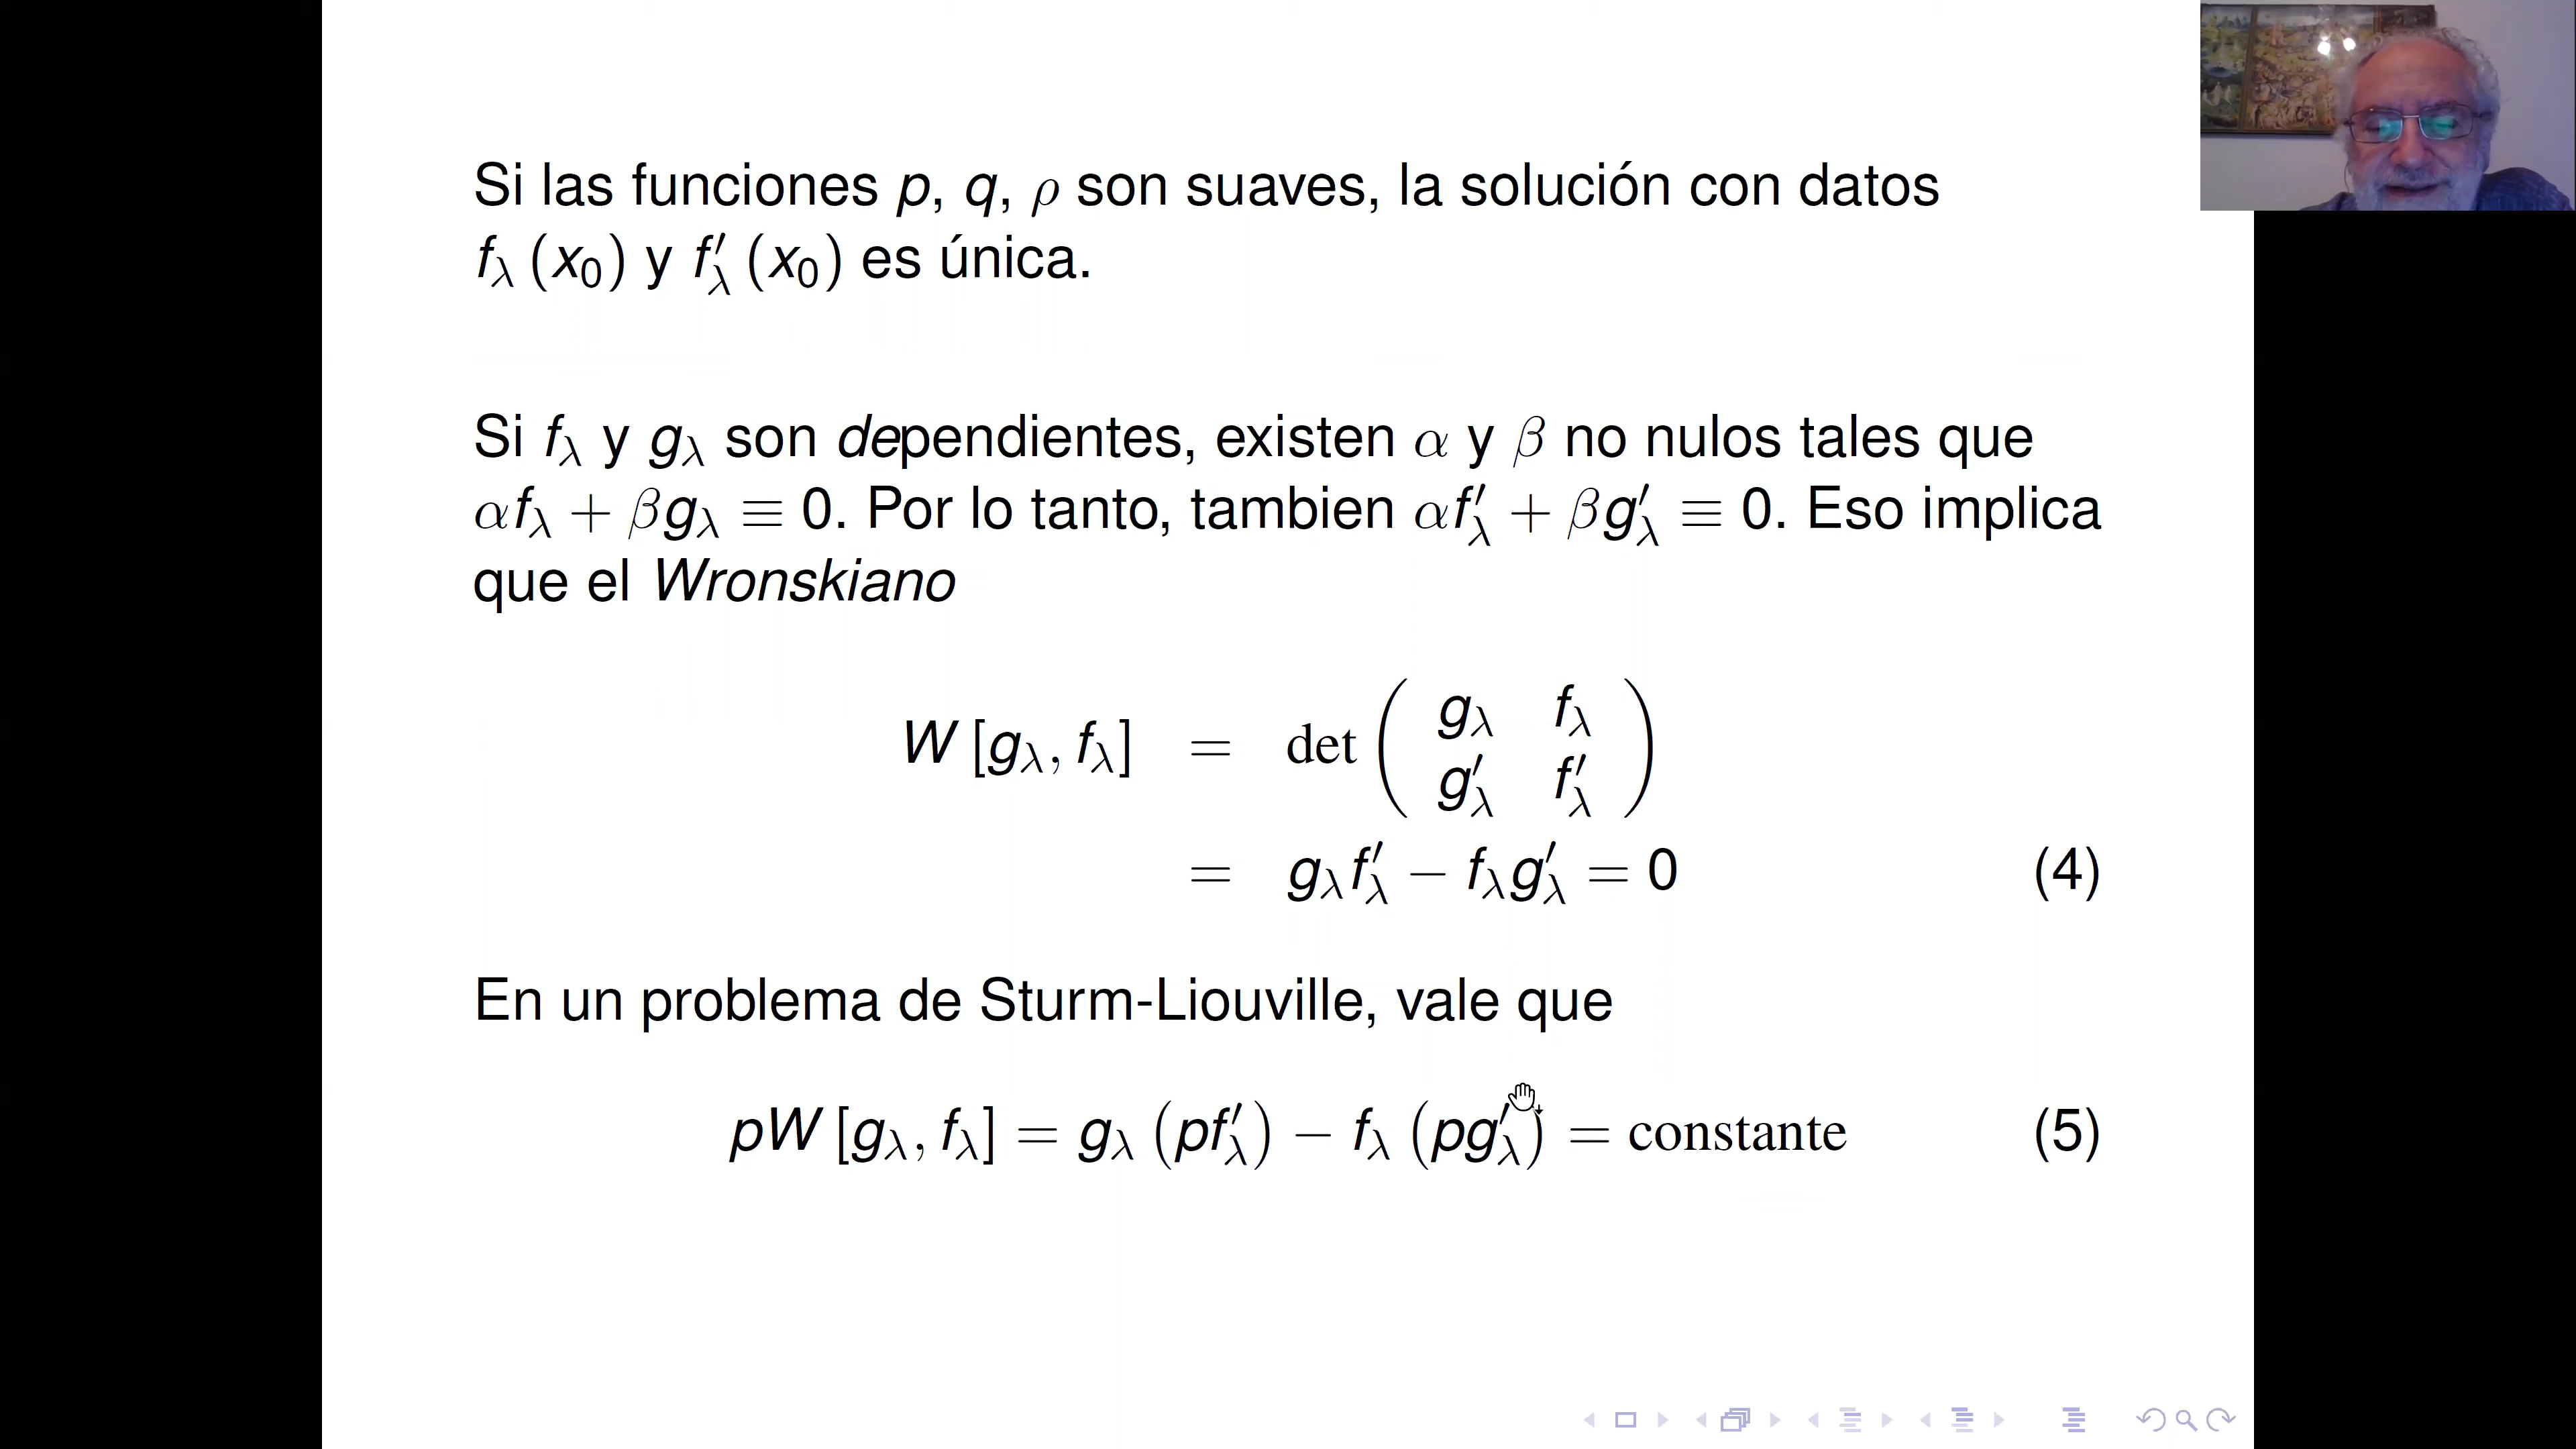 Si las funciones p, q, ρ son suaves, la solución con datos
f_λ (x_0) y f′_λ (x_0) es única.
Si f_λ y g_λ son dependientes, existen α y β no nulos tales que
αf_λ + βg_λ ≡ 0. Por lo tanto, tambien αf′_λ + βg′_λ ≡ 0. Eso implica
que el Wronskiano
W [g_λ, f_λ] = det ( g_λ f_λ
g′_λ f′_λ )
= g_λ f′_λ − f_λ g′_λ = 0 (4)
En un problema de Sturm-Liouville, vale que
pW [g_λ, f_λ] = g_λ (pf′_λ) − f_λ (pg′_λ) = constante (5)